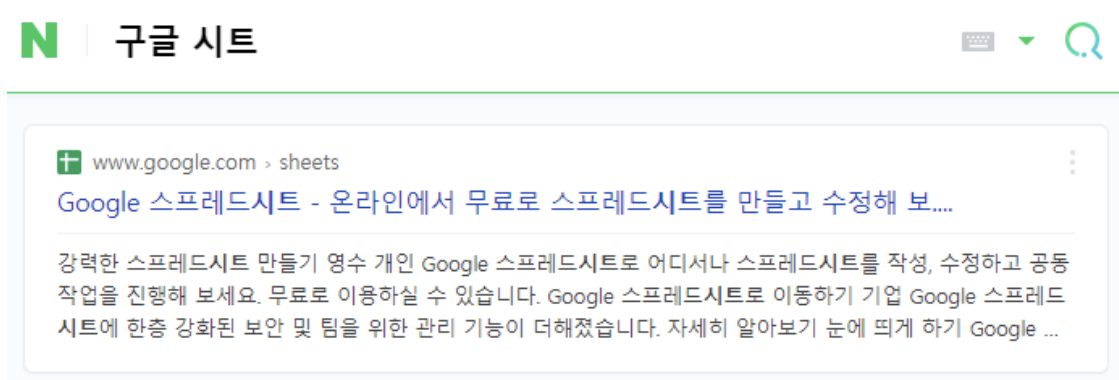 N 구글 시트
www.google.com › sheets
Google 스프레드시트 - 온라인에서 무료로 스프레드시트를 만들고 수정해 보....
강력한 스프레드시트 만들기 영수 개인 Google 스프레드시트로 어디서나 스프레드시트를 작성, 수정하고 공동
작업을 진행해 보세요. 무료로 이용하실 수 있습니다. Google 스프레드시트로 이동하기 기업 Google 스프레드
시트에 한층 강화된 보안 및 팀을 위한 관리 기능이 더해졌습니다. 자세히 알아보기 눈에 띄게 하기 Google ...